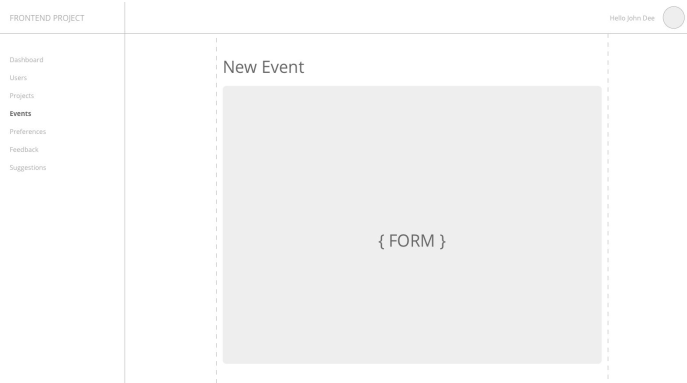 FRONTEND PROJECT
Hello John Dee
Dashboard
Users
Projects
Events
Preferences
Feedback
Suggestions
New Event
{ FORM }